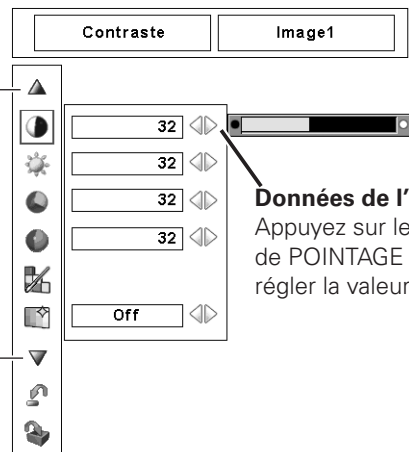 Contraste Image1
32
32
32
32
Off
Données de l'
Appuyez sur le
de POINTAGE
régler la valeur